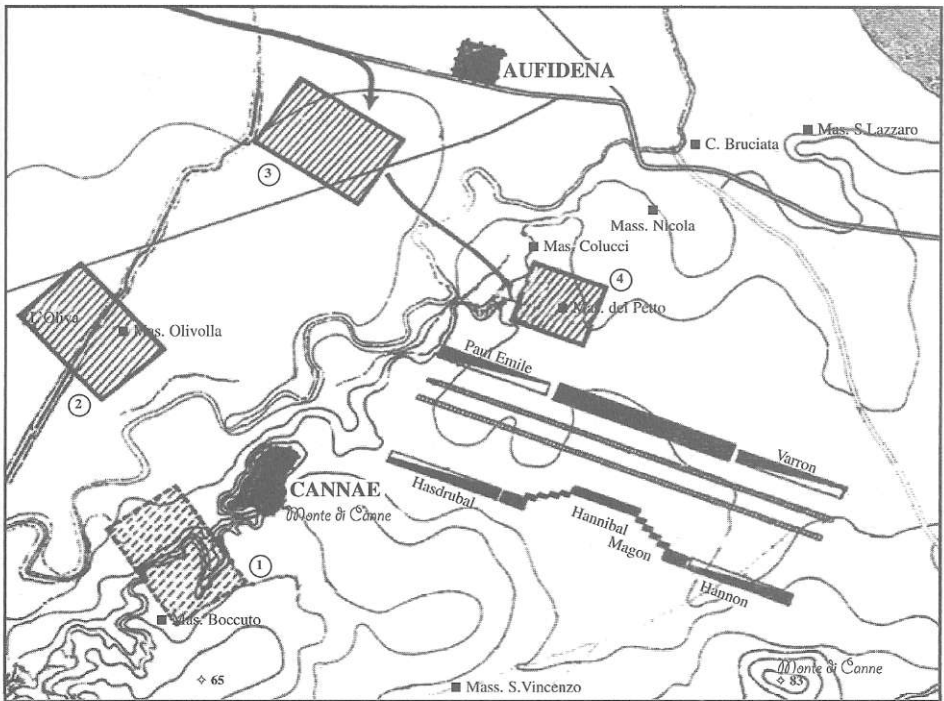 AUFIDENA
Mas. S.Lazzaro
C. Bruciata
3
Mass. Nicola
Mas. Colucci
4
Mas. del Petto
L'Oliva
Mas. Olivolla
Paul Emile
2
Varron
CANNAE
Monte di Canne
Hasdrubal
Hannibal
Magon
1
Hannon
Mas. Boccuto
65
Monte di Canne
83
Mass. S.Vincenzo